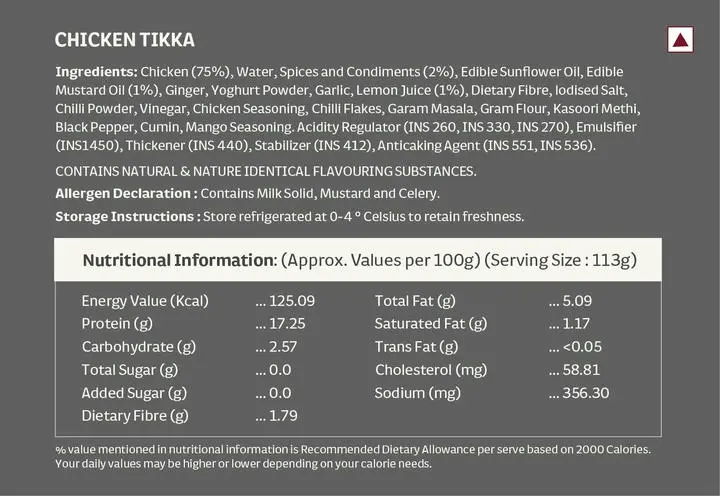 CHICKEN TIKKA
Ingredients: Chicken (75%), Water, Spices and Condiments (2%), Edible Sunflower Oil, Edible
Mustard Oil (1%), Ginger, Yoghurt Powder, Garlic, Lemon Juice (1%), Dietary Fibre, Iodised Salt,
Chilli Powder, Vinegar, Chicken Seasoning, Chilli Flakes, Garam Masala, Gram Flour, Kasoori Methi,
Black Pepper, Cumin, Mango Seasoning. Acidity Regulator (INS 260, INS 330, INS 270), Emulsifier
(INS1450), Thickener (INS 440), Stabilizer (INS 412), Anticaking Agent (INS 551, INS 536).
CONTAINS NATURAL & NATURE IDENTICAL FLAVOURING SUBSTANCES.
Allergen Declaration : Contains Milk Solid, Mustard and Celery.
Storage Instructions : Store refrigerated at 0-4 ° Celsius to retain freshness.
Nutritional Information: (Approx. Values per 100g) (Serving Size : 113g)
Energy Value (Kcal) ... 125.09 Total Fat (g) ... 5.09
Protein (g) ... 17.25 Saturated Fat (g) ... 1.17
Carbohydrate (g) ... 2.57 Trans Fat (g) ... <0.05
Total Sugar (g) ... 0.0 Cholesterol (mg) ... 58.81
Added Sugar (g) ... 0.0 Sodium (mg) ... 356.30
Dietary Fibre (g) ... 1.79
% value mentioned in nutritional information is Recommended Dietary Allowance per serve based on 2000 Calories.
Your daily values may be higher or lower depending on your calorie needs.